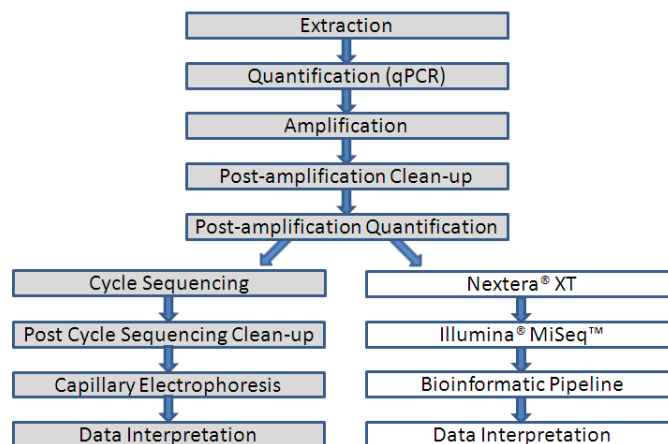 Extraction
Quantification (qPCR)
Amplification
Post-amplification Clean-up
Post-amplification Quantification
Cycle Sequencing
Post Cycle Sequencing Clean-up
Capillary Electrophoresis
Data Interpretation
Nextera® XT
Illumina® MiSeq™
Bioinformatic Pipeline
Data Interpretation